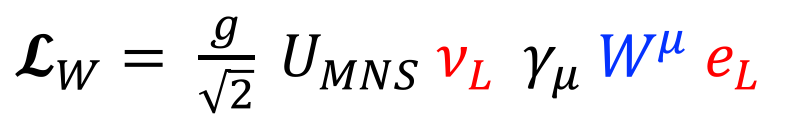 𝓛_W = g/√2 U_MNS ν_L γ_μ W^μ e_L